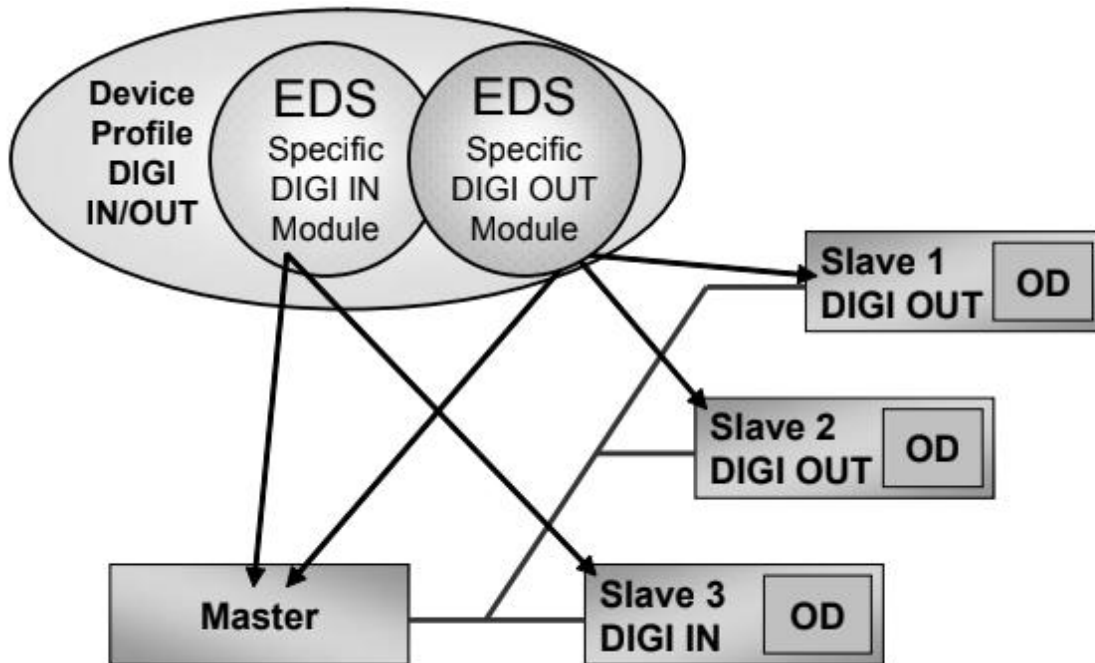 Device
Profile
DIGI
IN/OUT
EDS
Specific
DIGI IN
Module
EDS
Specific
DIGI OUT
Module
Slave 1
DIGI OUT
OD
Slave 2
DIGI OUT
OD
Master
Slave 3
DIGI IN
OD